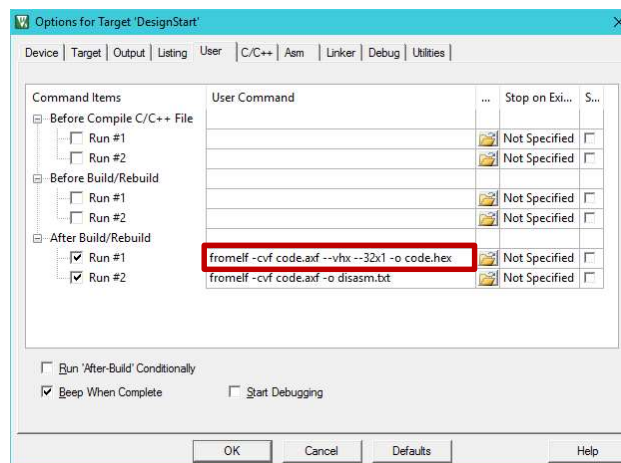 Options for Target 'DesignStart'
Device Target Output Listing User C/C++ Asm Linker Debug Utilities
Command Items User Command ... Stop on Exi... S...
Before Compile C/C++ File
Run #1 Not Specified
Run #2 Not Specified
Before Build/Rebuild
Run #1 Not Specified
Run #2 Not Specified
After Build/Rebuild
Run #1 fromelf -cvf code.axf --vhx --32x1 -o code.hex Not Specified
Run #2 fromelf -cvf code.axf -o disasm.txt Not Specified
Run 'After-Build' Conditionally
Beep When Complete Start Debugging
OK Cancel Defaults Help